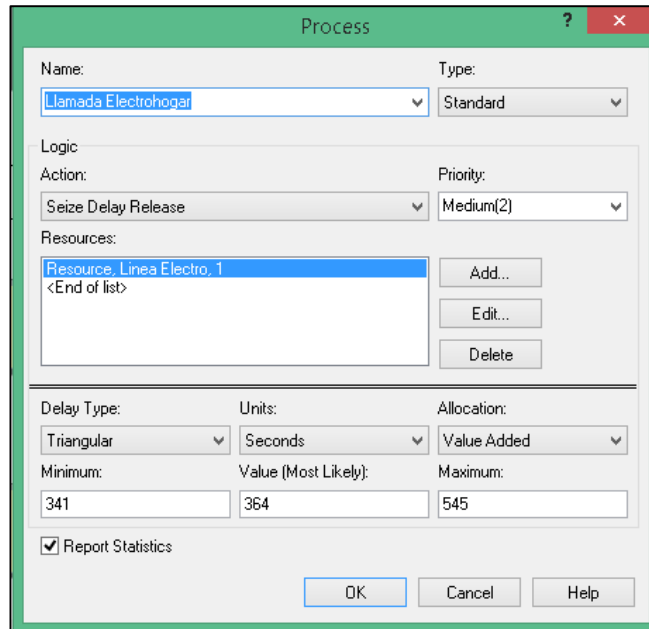 Process
? ×
Name: Type:
Llamada Electrohogar Standard
Logic
Action: Priority:
Seize Delay Release Medium(2)
Resources:
Resource, Linea Electro, 1
<End of list>
Add...
Edit...
Delete
Delay Type: Units: Allocation:
Triangular Seconds Value Added
Minimum: Value (Most Likely): Maximum:
341 364 545
Report Statistics
OK Cancel Help